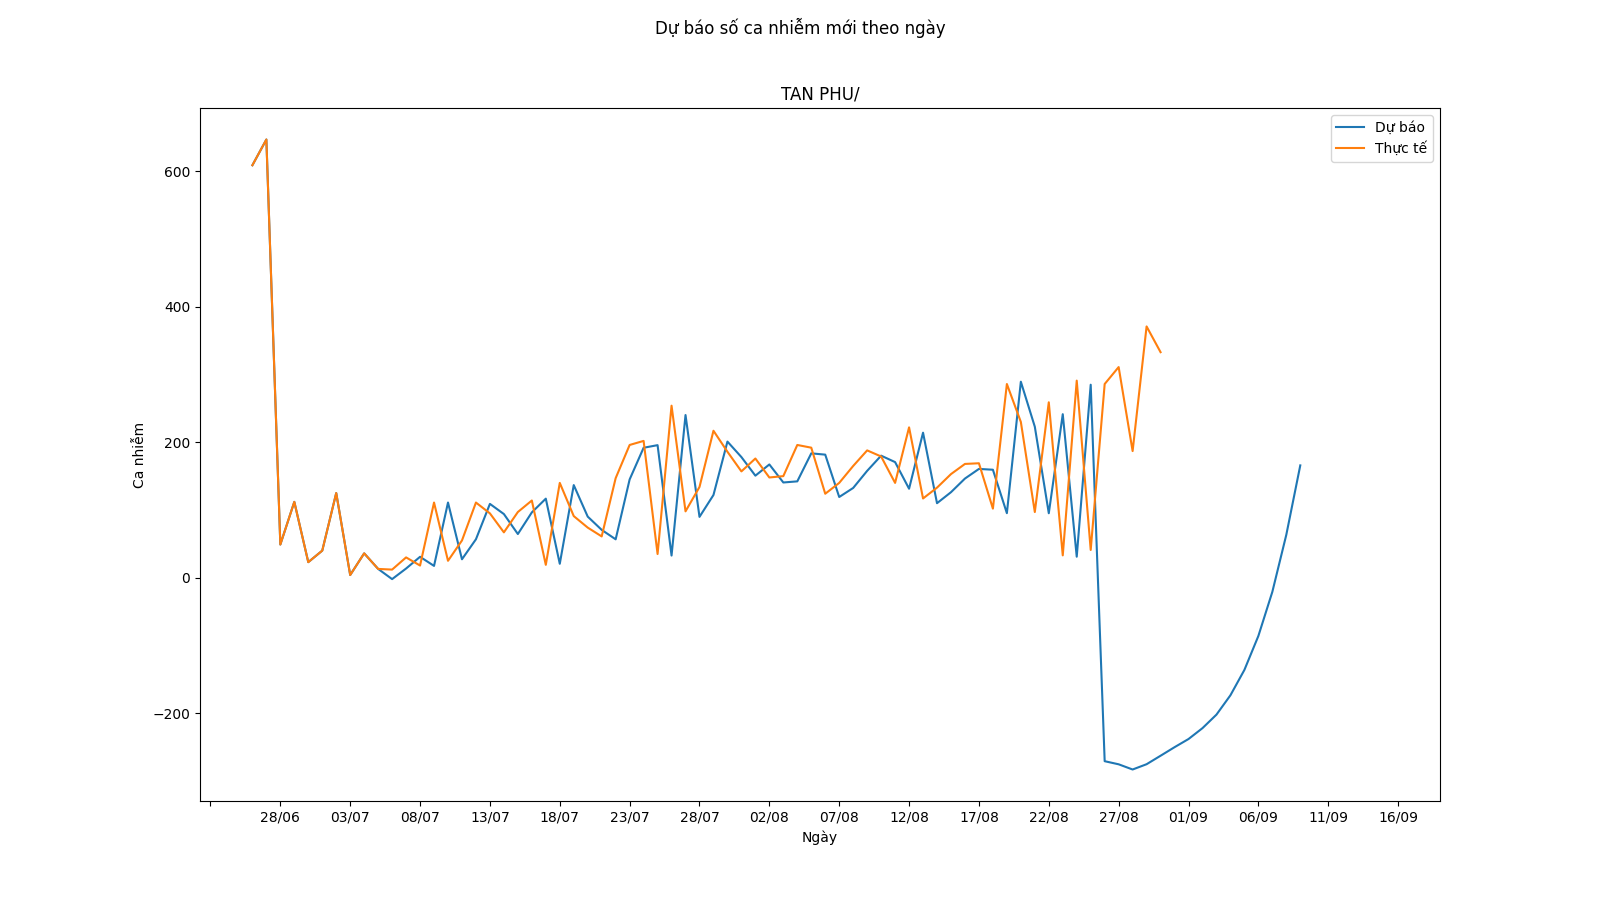 Dự báo số ca nhiễm mới theo ngày
TAN PHU/
Dự báo
Thực tế
600
400
200
0
−200
Ca nhiễm
28/06 03/07 08/07 13/07 18/07 23/07 28/07 02/08 07/08 12/08 17/08 22/08 27/08 01/09 06/09 11/09 16/09
Ngày